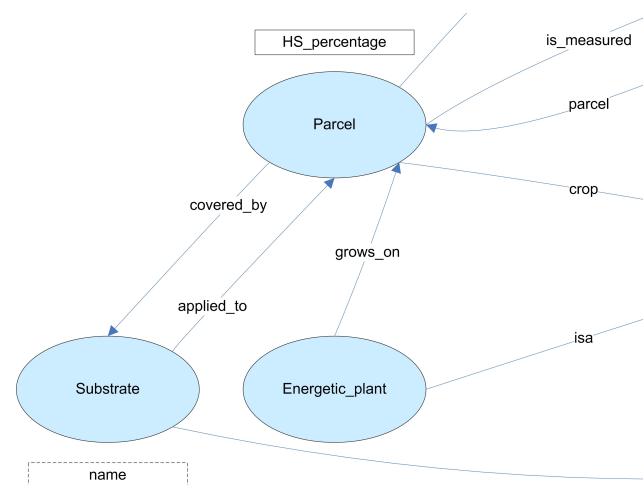 HS_percentage
is_measured
Parcel
parcel
crop
covered_by
grows_on
applied_to
isa
Substrate
Energetic_plant
name